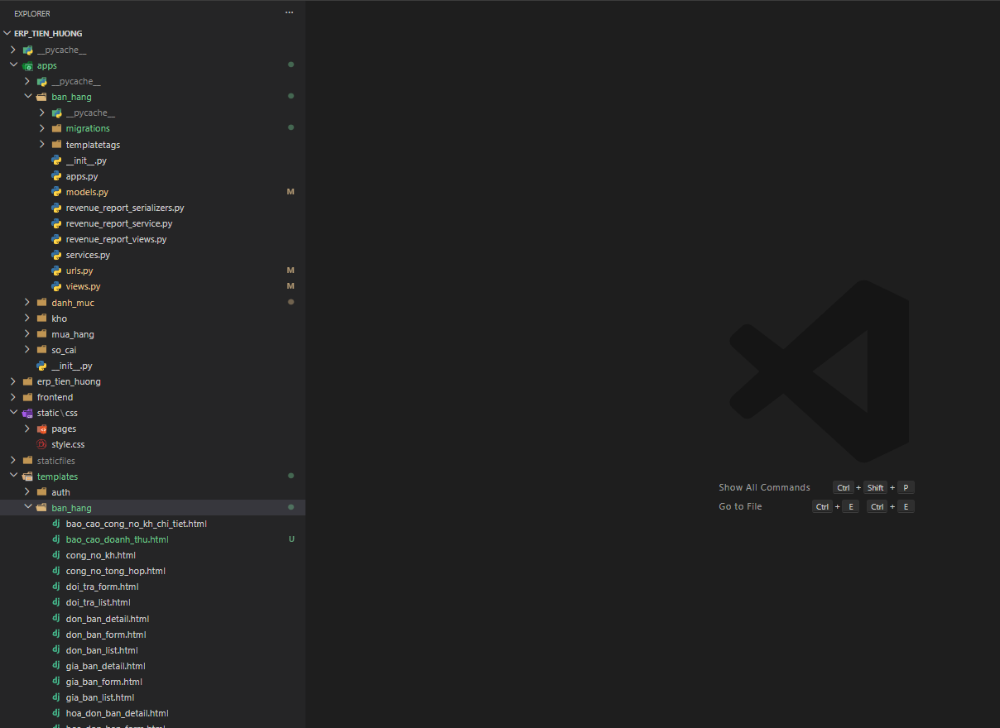 EXPLORER ···
ERP_TIEN_HUONG
__pycache__
apps
__pycache__
ban_hang
__pycache__
migrations
templatetags
__init__.py
apps.py
models.py M
revenue_report_serializers.py
revenue_report_service.py
revenue_report_views.py
services.py
urls.py M
views.py M
danh_muc
kho
mua_hang
so_cai
__init__.py
erp_tien_huong
frontend
static\css
pages
style.css
staticfiles
templates
auth
ban_hang
dj bao_cao_cong_no_kh_chi_tiet.html
dj bao_cao_doanh_thu.html U
dj cong_no_kh.html
dj cong_no_tong_hop.html
dj doi_tra_form.html
dj doi_tra_list.html
dj don_ban_detail.html
dj don_ban_form.html
dj don_ban_list.html
dj gia_ban_detail.html
dj gia_ban_form.html
dj gia_ban_list.html
dj hoa_don_ban_detail.html
dj hoa_don_ban_form.html
Show All Commands Ctrl + Shift + P
Go to File Ctrl + E Ctrl + E